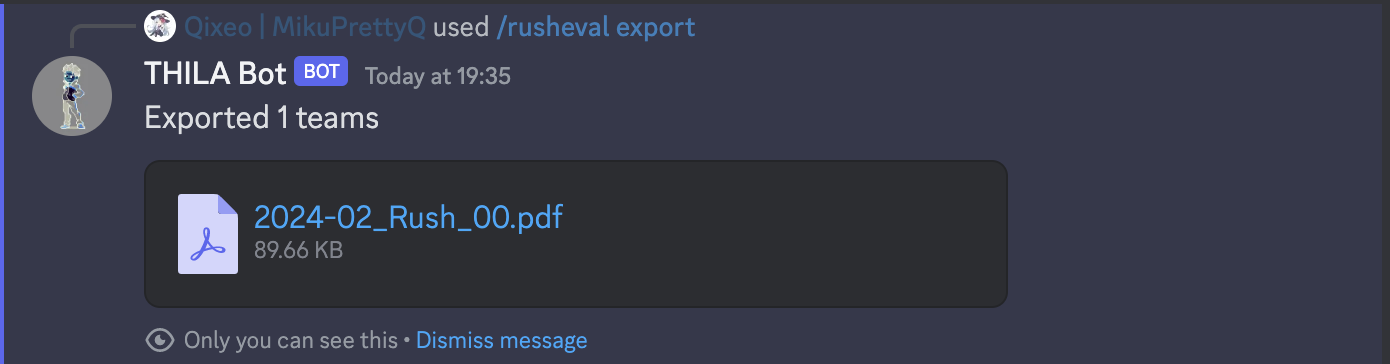 Qixeo | MikuPrettyQ used /rusheval export
THILA Bot BOT Today at 19:35
Exported 1 teams
2024-02_Rush_00.pdf
89.66 KB
Only you can see this • Dismiss message